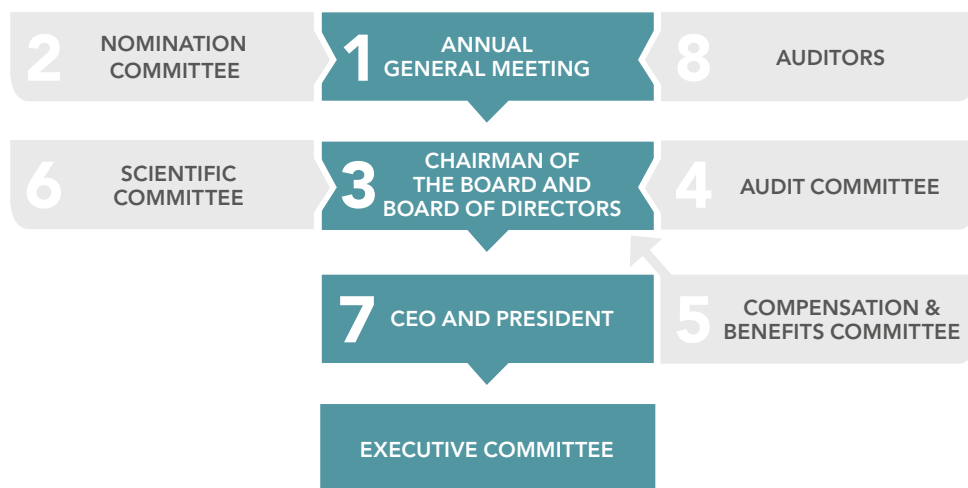 2
NOMINATION
COMMITTEE
1
ANNUAL
GENERAL MEETING
8
AUDITORS
6
SCIENTIFIC
COMMITTEE
3
CHAIRMAN OF
THE BOARD AND
BOARD OF DIRECTORS
4
AUDIT COMMITTEE
7
CEO AND PRESIDENT
5
COMPENSATION &
BENEFITS COMMITTEE
EXECUTIVE COMMITTEE